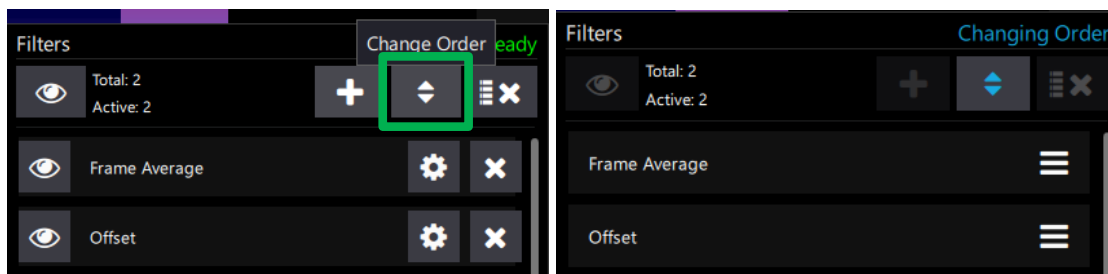 Filters
Change Order
eady
Total: 2
Active: 2
Frame Average
Offset
Filters
Changing Order
Total: 2
Active: 2
Frame Average
Offset